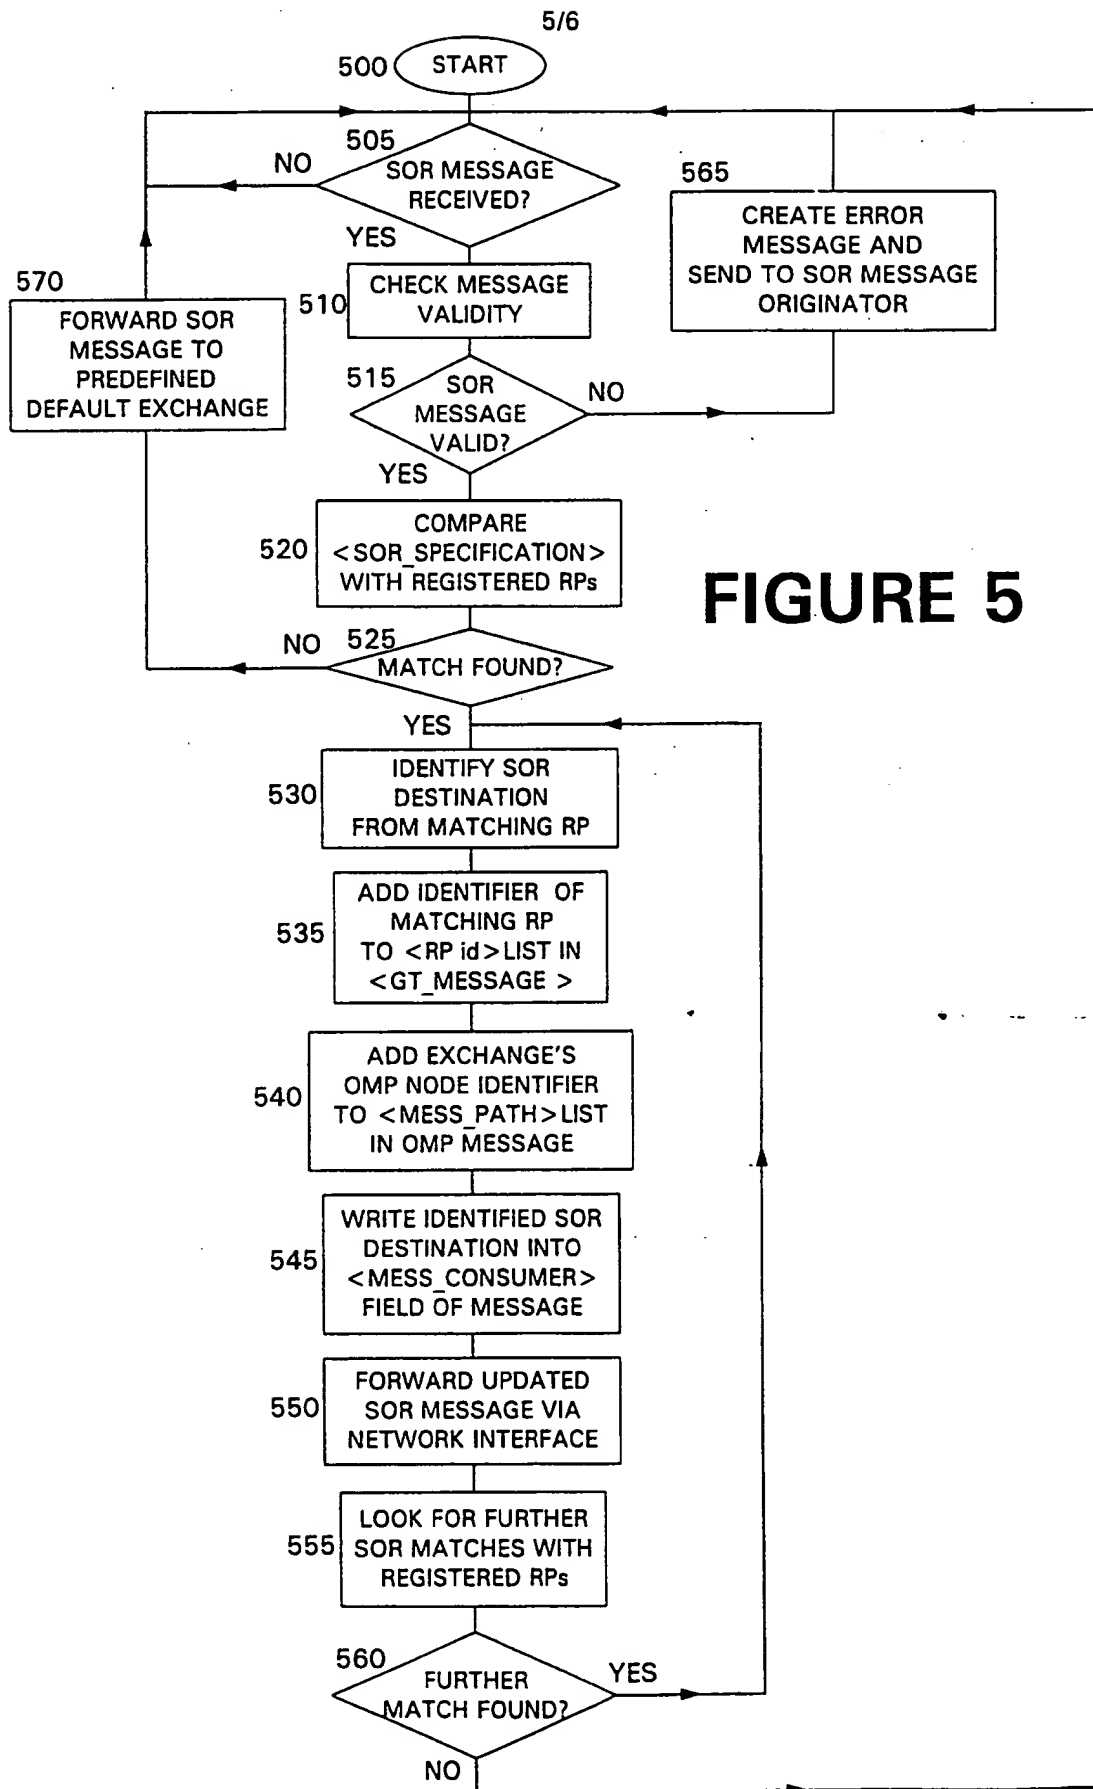 5/6
500
START
505
NO
SOR MESSAGE
RECEIVED?
YES
565
CREATE ERROR
MESSAGE AND
SEND TO SOR MESSAGE
ORIGINATOR
510
CHECK MESSAGE
VALIDITY
570
FORWARD SOR
MESSAGE TO
PREDEFINED
DEFAULT EXCHANGE
515
SOR
MESSAGE
VALID?
NO
YES
520
COMPARE
<SOR_SPECIFICATION>
WITH REGISTERED RPs
FIGURE 5
NO
525
MATCH FOUND?
YES
530
IDENTIFY SOR
DESTINATION
FROM MATCHING RP
535
ADD IDENTIFIER OF
MATCHING RP
TO <RP id> LIST IN
<GT_MESSAGE >
540
ADD EXCHANGE'S
OMP NODE IDENTIFIER
TO <MESS_PATH> LIST
IN OMP MESSAGE
545
WRITE IDENTIFIED SOR
DESTINATION INTO
<MESS_CONSUMER>
FIELD OF MESSAGE
550
FORWARD UPDATED
SOR MESSAGE VIA
NETWORK INTERFACE
555
LOOK FOR FURTHER
SOR MATCHES WITH
REGISTERED RPs
560
FURTHER
MATCH FOUND?
YES
NO